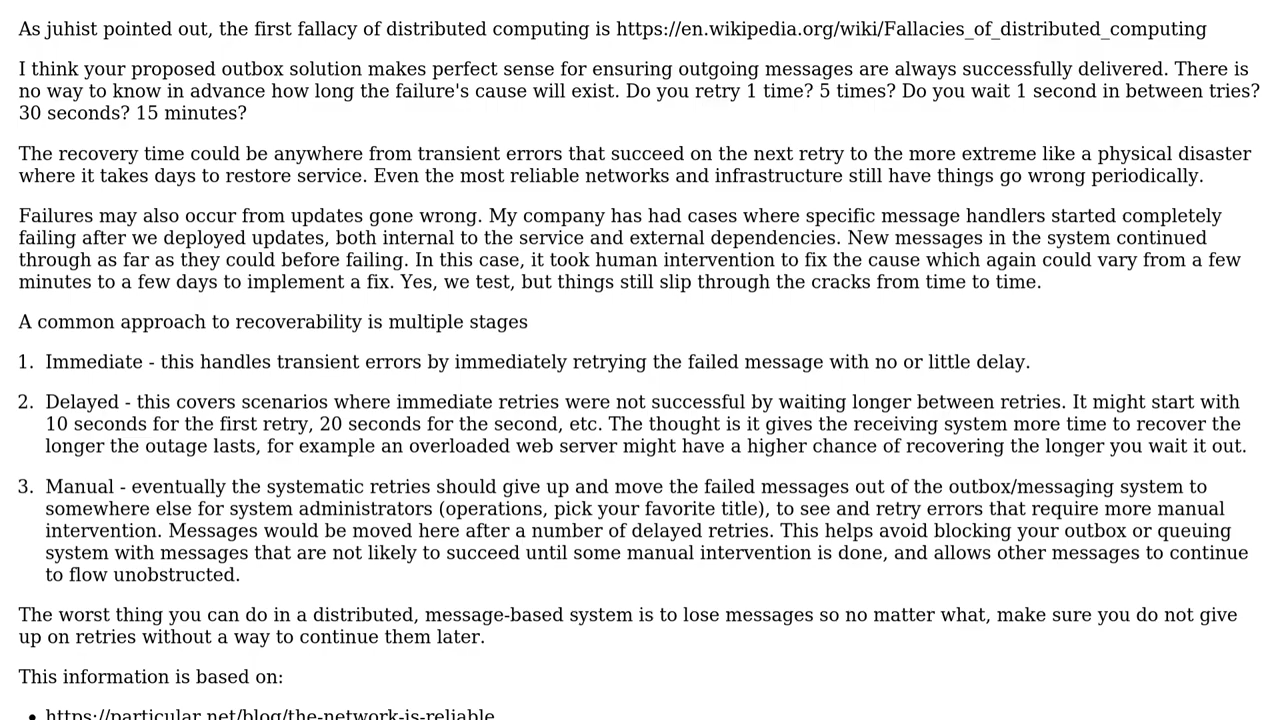 As juhist pointed out, the first fallacy of distributed computing is https://en.wikipedia.org/wiki/Fallacies_of_distributed_computing
I think your proposed outbox solution makes perfect sense for ensuring outgoing messages are always successfully delivered. There is
no way to know in advance how long the failure's cause will exist. Do you retry 1 time? 5 times? Do you wait 1 second in between tries?
30 seconds? 15 minutes?
The recovery time could be anywhere from transient errors that succeed on the next retry to the more extreme like a physical disaster
where it takes days to restore service. Even the most reliable networks and infrastructure still have things go wrong periodically.
Failures may also occur from updates gone wrong. My company has had cases where specific message handlers started completely
failing after we deployed updates, both internal to the service and external dependencies. New messages in the system continued
through as far as they could before failing. In this case, it took human intervention to fix the cause which again could vary from a few
minutes to a few days to implement a fix. Yes, we test, but things still slip through the cracks from time to time.
A common approach to recoverability is multiple stages
1. Immediate - this handles transient errors by immediately retrying the failed message with no or little delay.
2. Delayed - this covers scenarios where immediate retries were not successful by waiting longer between retries. It might start with
10 seconds for the first retry, 20 seconds for the second, etc. The thought is it gives the receiving system more time to recover the
longer the outage lasts, for example an overloaded web server might have a higher chance of recovering the longer you wait it out.
3. Manual - eventually the systematic retries should give up and move the failed messages out of the outbox/messaging system to
somewhere else for system administrators (operations, pick your favorite title), to see and retry errors that require more manual
intervention. Messages would be moved here after a number of delayed retries. This helps avoid blocking your outbox or queuing
system with messages that are not likely to succeed until some manual intervention is done, and allows other messages to continue
to flow unobstructed.
The worst thing you can do in a distributed, message-based system is to lose messages so no matter what, make sure you do not give
up on retries without a way to continue them later.
This information is based on:
• https://particular.net/blog/the-network-is-reliable